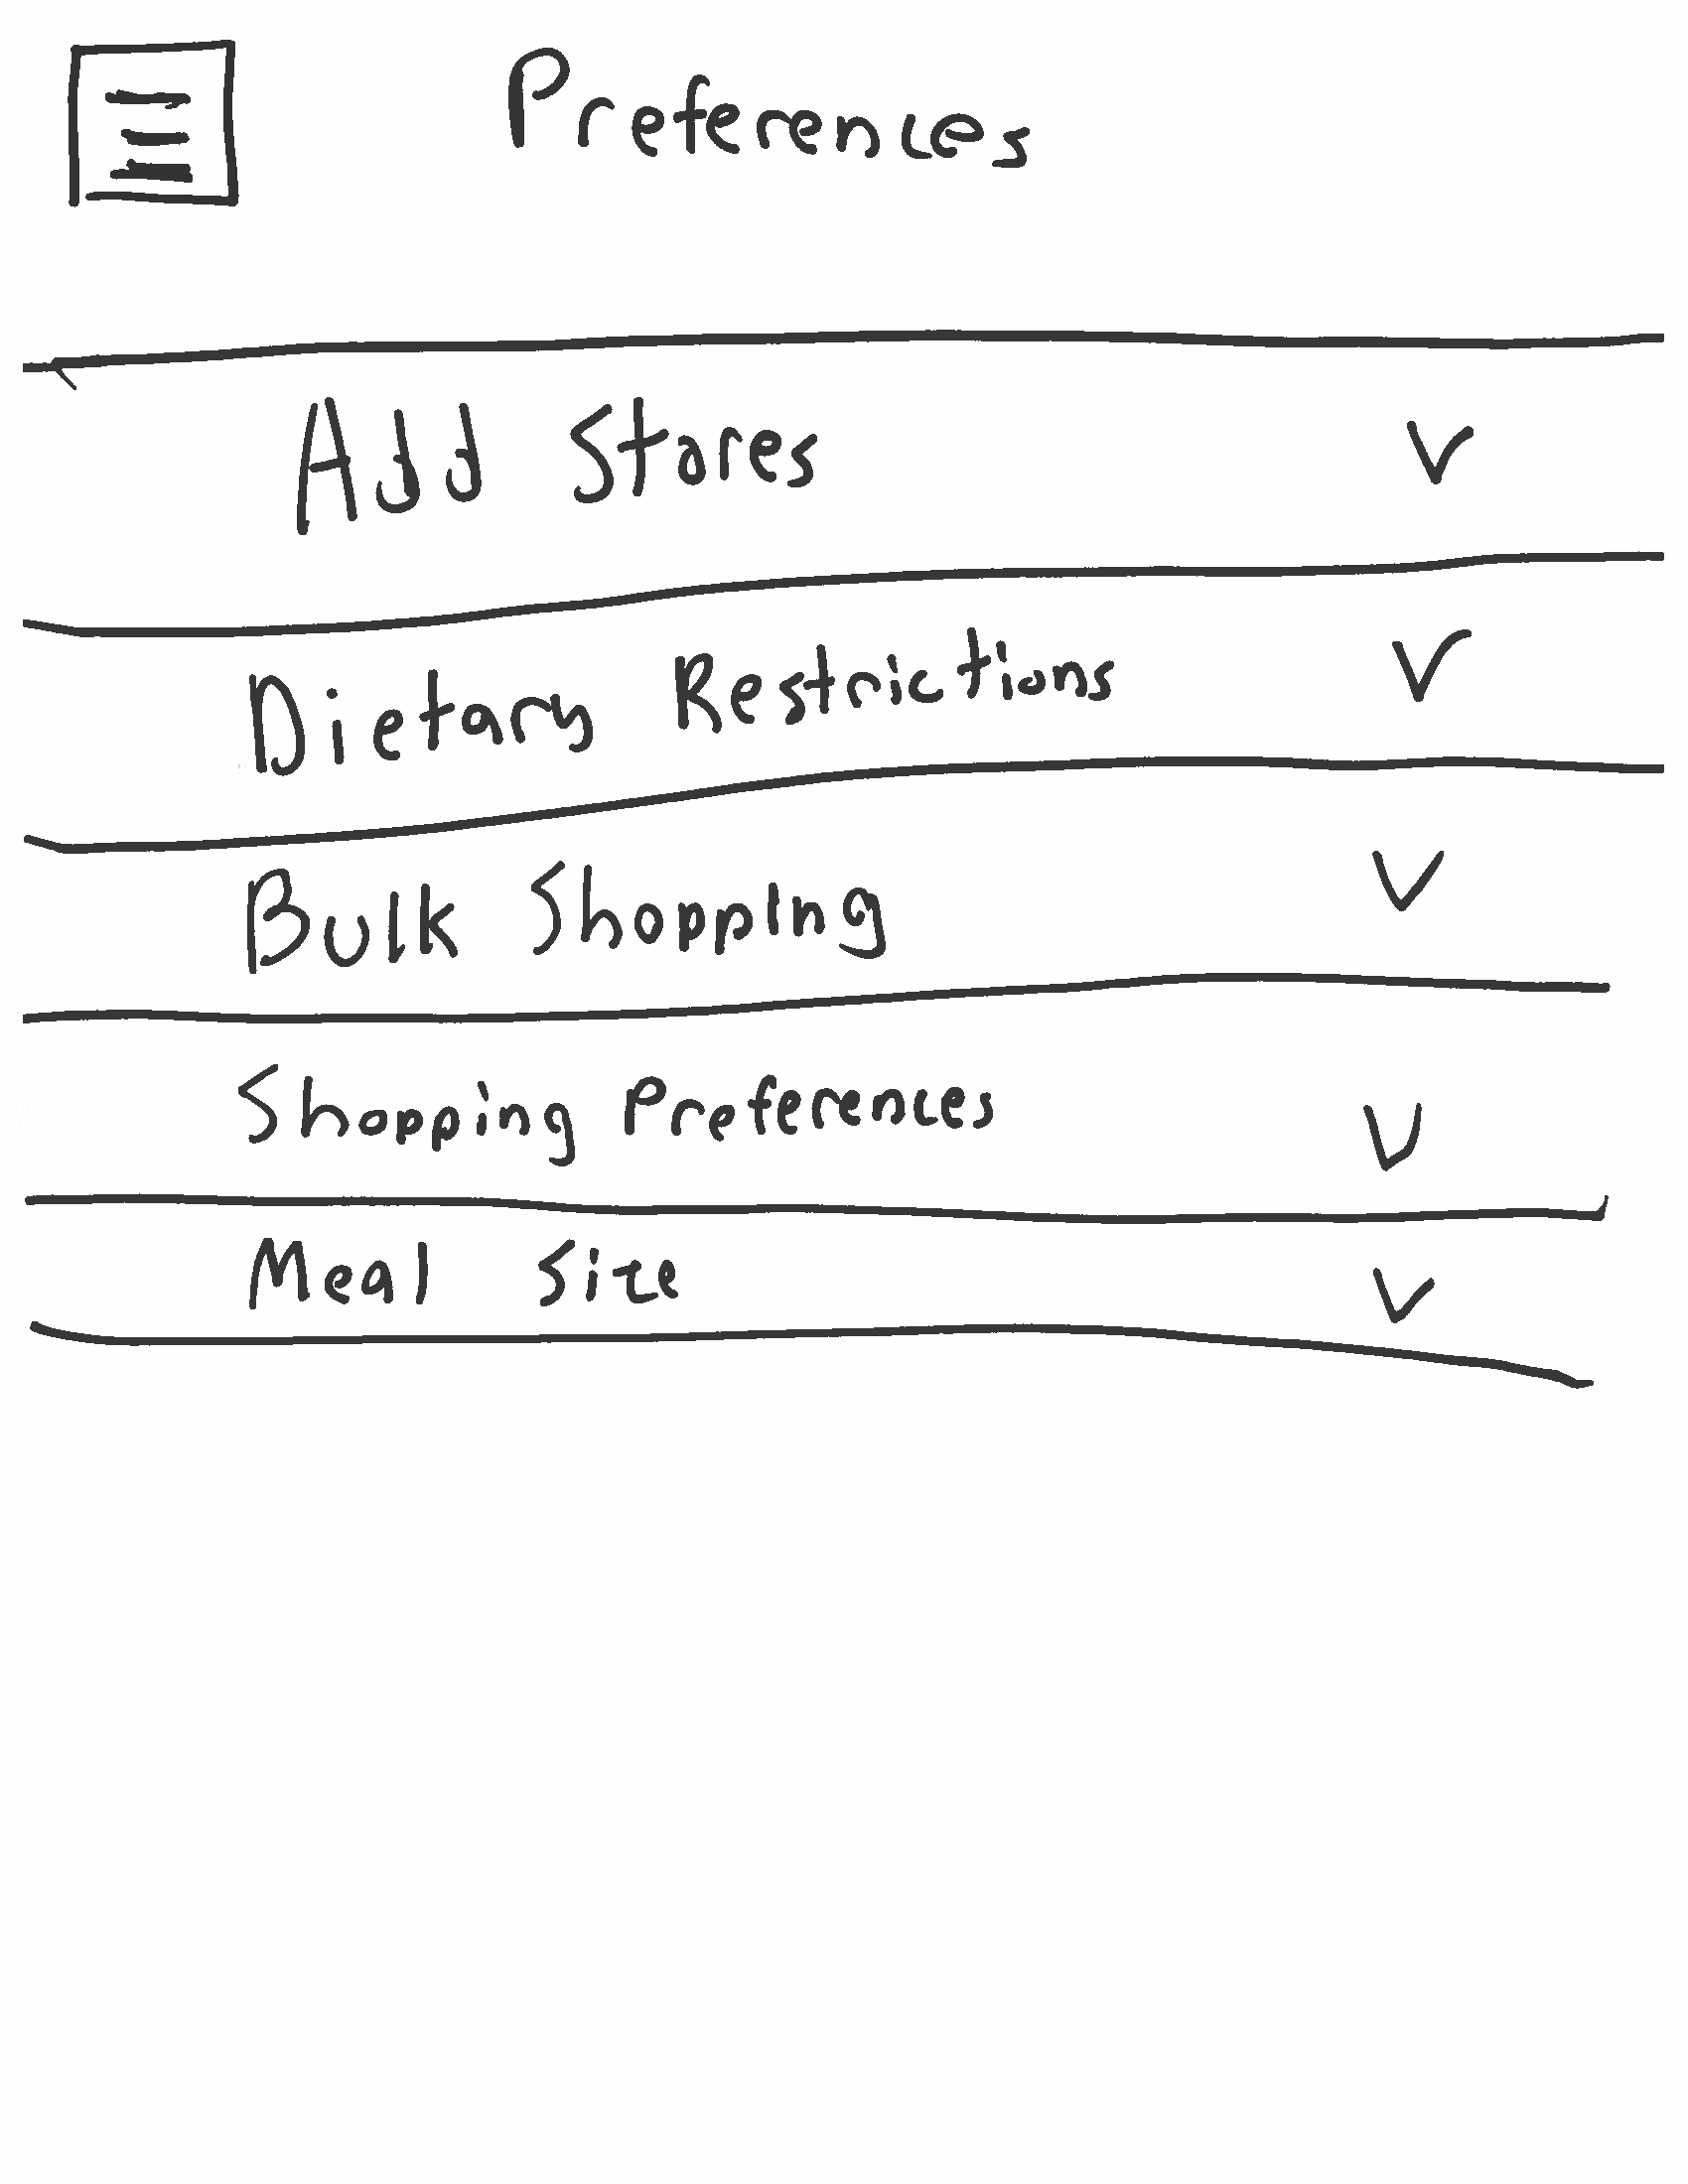 Preferences
Add Stores
Dietary Restrictions
Bulk Shopping
Shopping Preferences
Meal Size